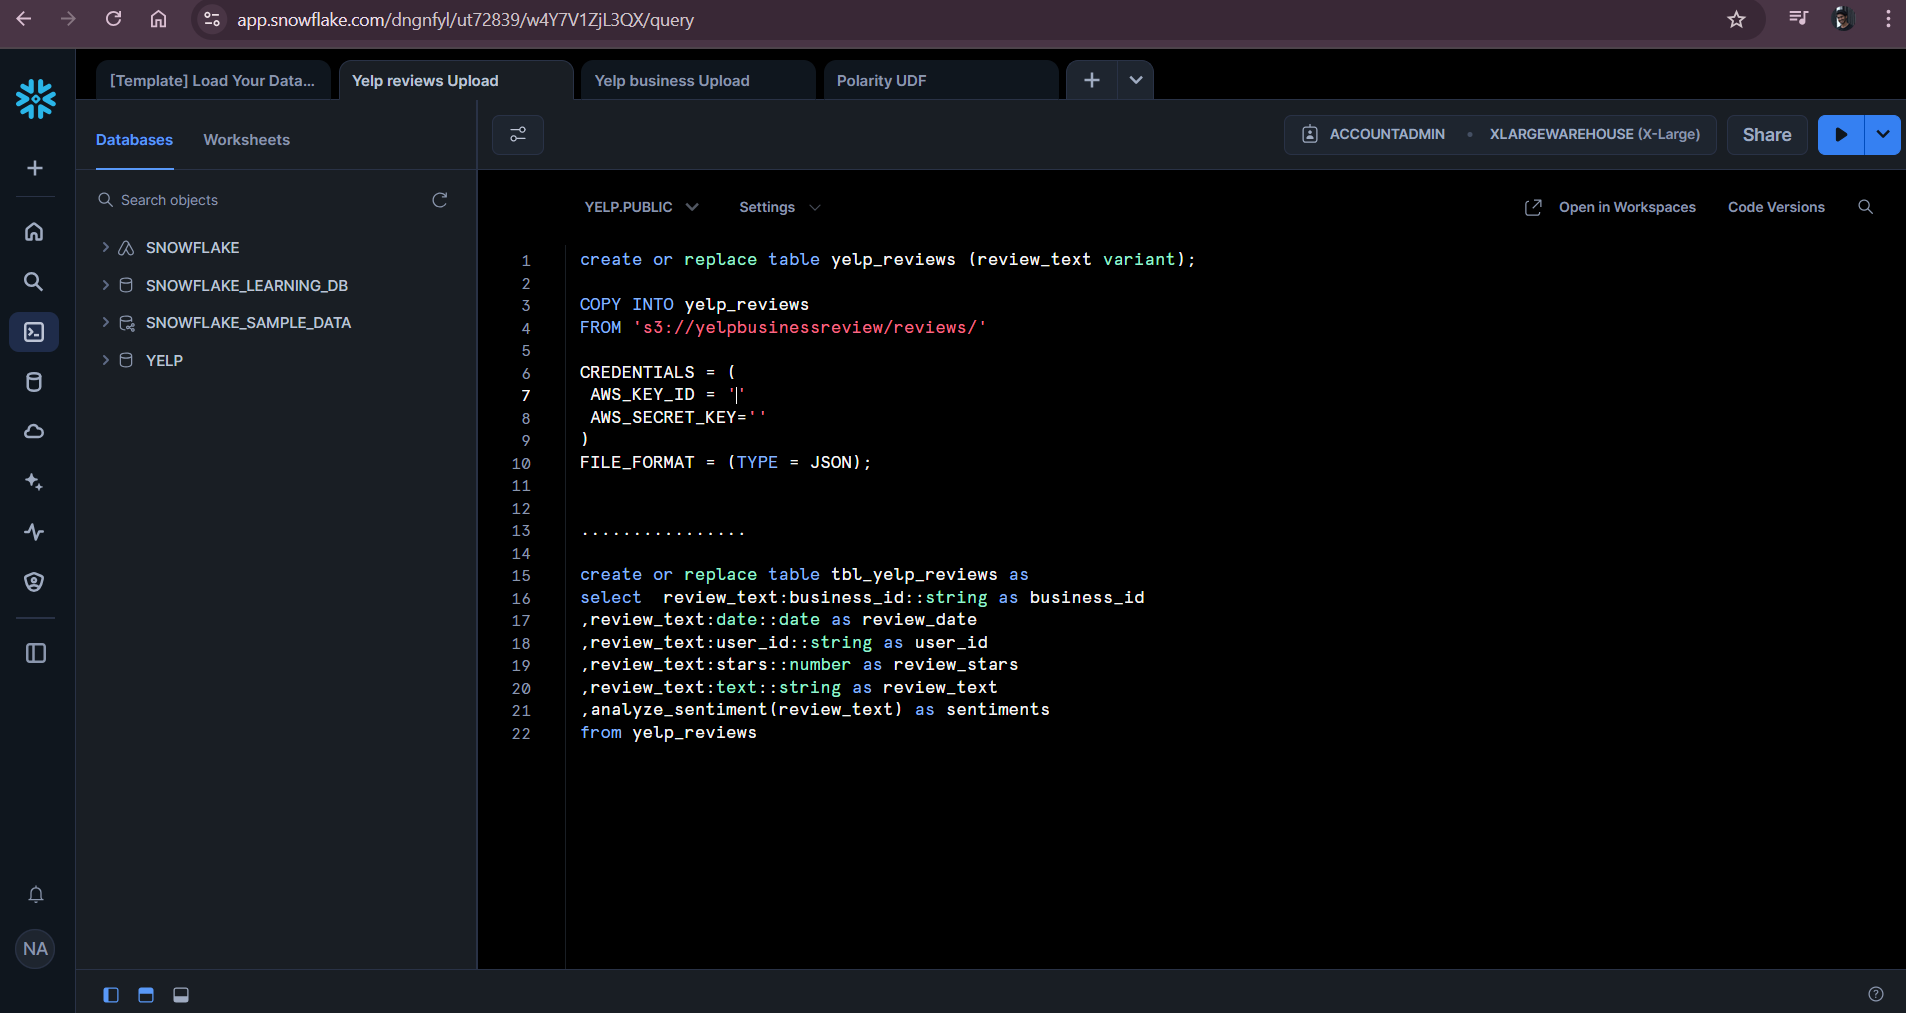 app.snowflake.com/dngnfyl/ut72839/w4Y7V1ZjL3QX/query
[Template] Load Your Data...
Yelp reviews Upload
Yelp business Upload
Polarity UDF
Databases
Worksheets
ACCOUNTADMIN
XLARGEWAREHOUSE (X-Large)
Share
Search objects
SNOWFLAKE
SNOWFLAKE_LEARNING_DB
SNOWFLAKE_SAMPLE_DATA
YELP
YELP.PUBLIC
Settings
Open in Workspaces
Code Versions
1 create or replace table yelp_reviews (review_text variant);
2
3 COPY INTO yelp_reviews
4 FROM 's3://yelpbusinessreview/reviews/'
5
6 CREDENTIALS = (
7  AWS_KEY_ID = ''
8  AWS_SECRET_KEY=''
9 )
10 FILE_FORMAT = (TYPE = JSON);
11
12
13 ................
14
15 create or replace table tbl_yelp_reviews as
16 select  review_text:business_id::string as business_id
17 ,review_text:date::date as review_date
18 ,review_text:user_id::string as user_id
19 ,review_text:stars::number as review_stars
20 ,review_text:text::string as review_text
21 ,analyze_sentiment(review_text) as sentiments
22 from yelp_reviews
NA